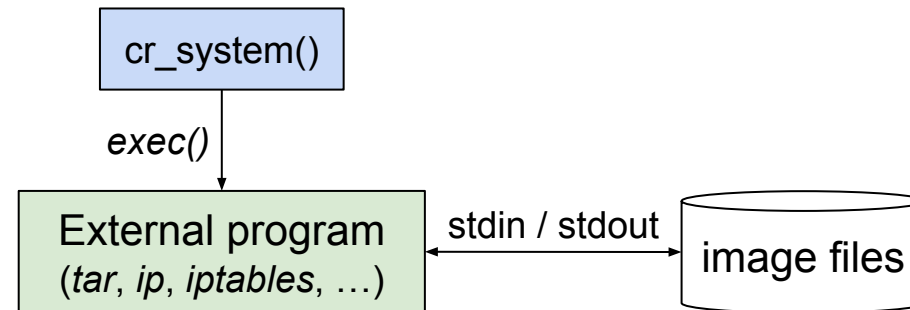 cr_system()
exec()
External program
(tar, ip, iptables, …)
stdin / stdout
image files